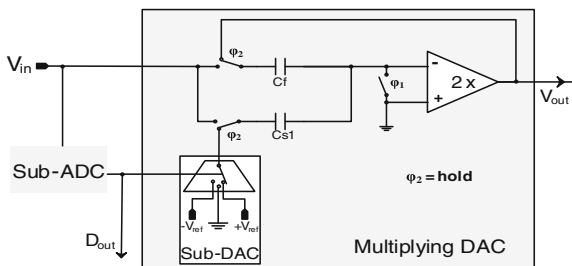 φ2
Vin
Cf
φ1
2 x
Vout
φ2
Cs1
Sub-ADC
φ2 = hold
-Vref
+Vref
Dout
Sub-DAC
Multiplying DAC